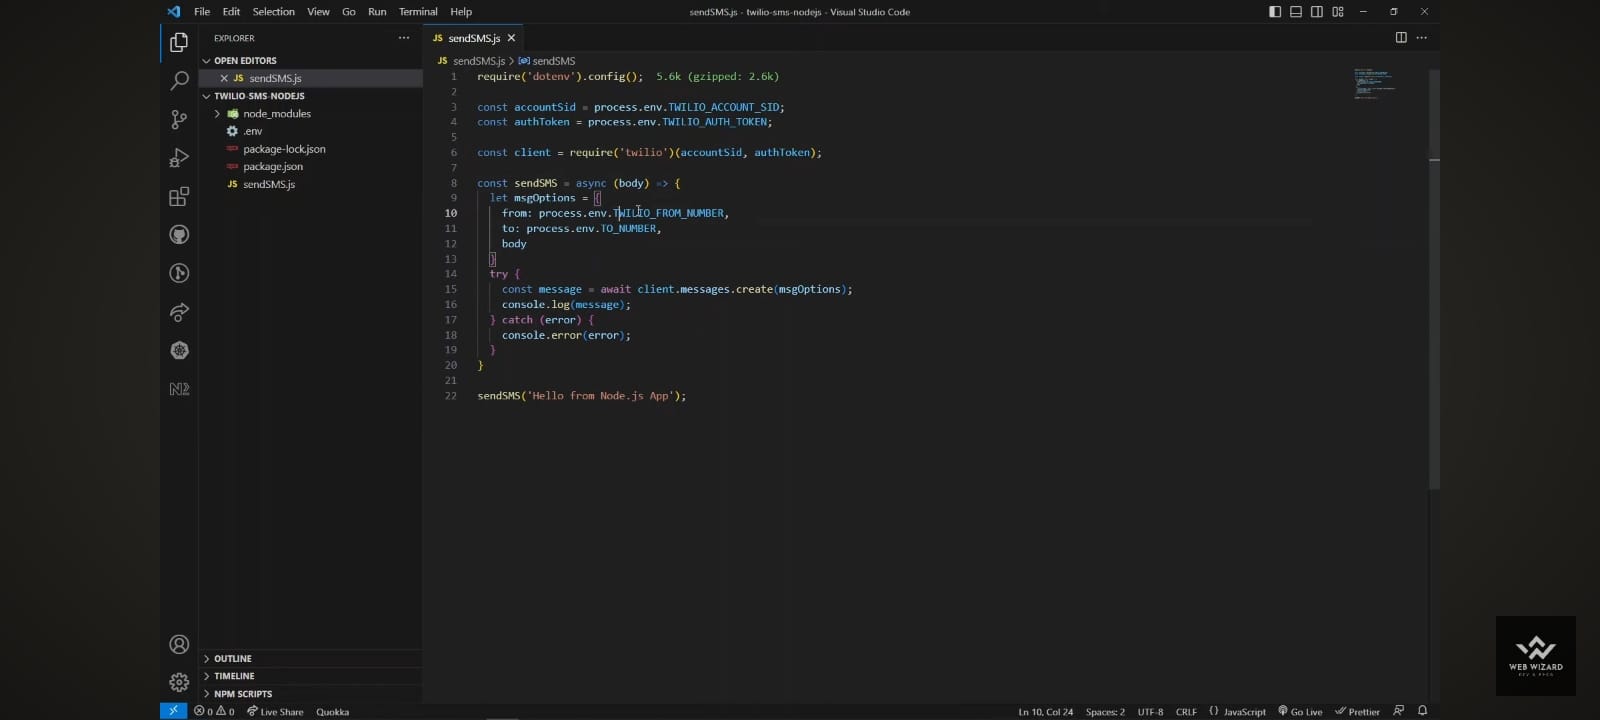 File Edit Selection View Go Run Terminal Help
sendSMS.js - twilio-sms-nodejs - Visual Studio Code
EXPLORER
OPEN EDITORS
sendSMS.js
TWILIO-SMS-NODEJS
node_modules
.env
package-lock.json
package.json
sendSMS.js
OUTLINE
TIMELINE
NPM SCRIPTS
JS sendSMS.js
JS sendSMS.js > sendSMS
1 require('dotenv').config(); 5.6k (gzipped: 2.6k)
2
3 const accountSid = process.env.TWILIO_ACCOUNT_SID;
4 const authToken = process.env.TWILIO_AUTH_TOKEN;
5
6 const client = require('twilio')(accountSid, authToken);
7
8 const sendSMS = async (body) => {
9 let msgOptions = {
10 from: process.env.TWILIO_FROM_NUMBER,
11 to: process.env.TO_NUMBER,
12 body
13 }
14 try {
15 const message = await client.messages.create(msgOptions);
16 console.log(message);
17 } catch (error) {
18 console.error(error);
19 }
20 }
21
22 sendSMS('Hello from Node.js App');
0 0 Live Share Quokka
Ln 10, Col 24 Spaces: 2 UTF-8 CRLF {} JavaScript Go Live Prettier
WEB WIZARD